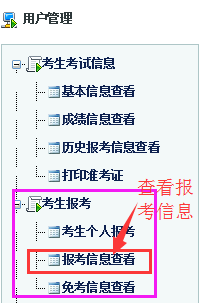 用户管理
考生考试信息
基本信息查看
成绩信息查看
历史报考信息查看
打印准考证
查看报
考信息
考生报考
考生个人报考
报考信息查看
免考信息查看